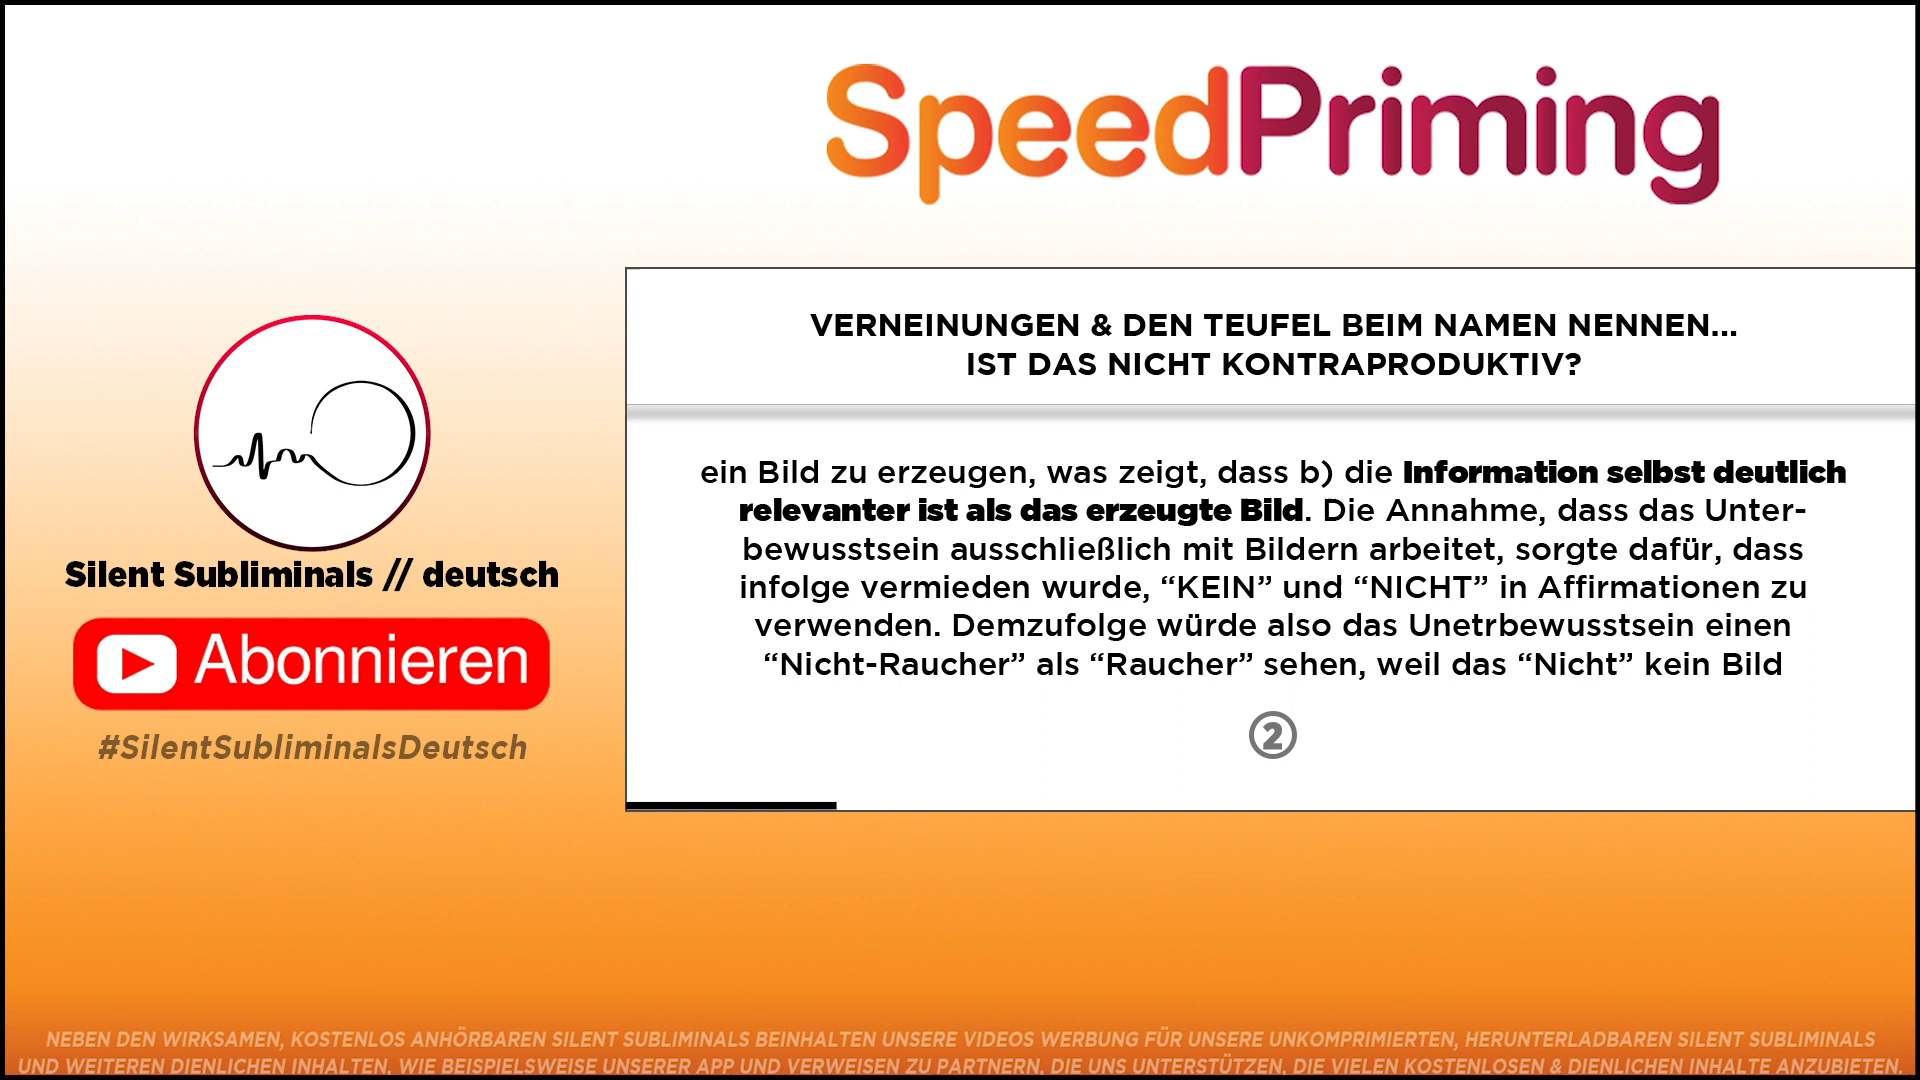 SpeedPriming
VERNEINUNGEN & DEN TEUFEL BEIM NAMEN NENNEN...
IST DAS NICHT KONTRAPRODUKTIV?
ein Bild zu erzeugen, was zeigt, dass b) die Information selbst deutlich
relevanter ist als das erzeugte Bild. Die Annahme, dass das Unter-
bewusstsein ausschließlich mit Bildern arbeitet, sorgte dafür, dass
infolge vermieden wurde, “KEIN” und “NICHT” in Affirmationen zu
verwenden. Demzufolge würde also das Unetrbewusstsein einen
“Nicht-Raucher” als “Raucher” sehen, weil das “Nicht” kein Bild
2
Silent Subliminals // deutsch
Abonnieren
#SilentSubliminalsDeutsch
NEBEN DEN WIRKSAMEN, KOSTENLOS ANHÖRBAREN SILENT SUBLIMINALS BEINHALTEN UNSERE VIDEOS WERBUNG FÜR UNSERE UNKOMPRIMIERTEN, HERUNTERLADBAREN SILENT SUBLIMINALS
UND WEITEREN DIENLICHEN INHALTEN, WIE BEISPIELSWEISE UNSERER APP UND VERWEISEN ZU PARTNERN, DIE UNS UNTERSTÜTZEN, DIE VIELEN KOSTENLOSEN & DIENLICHEN INHALTE ANZUBIETEN.